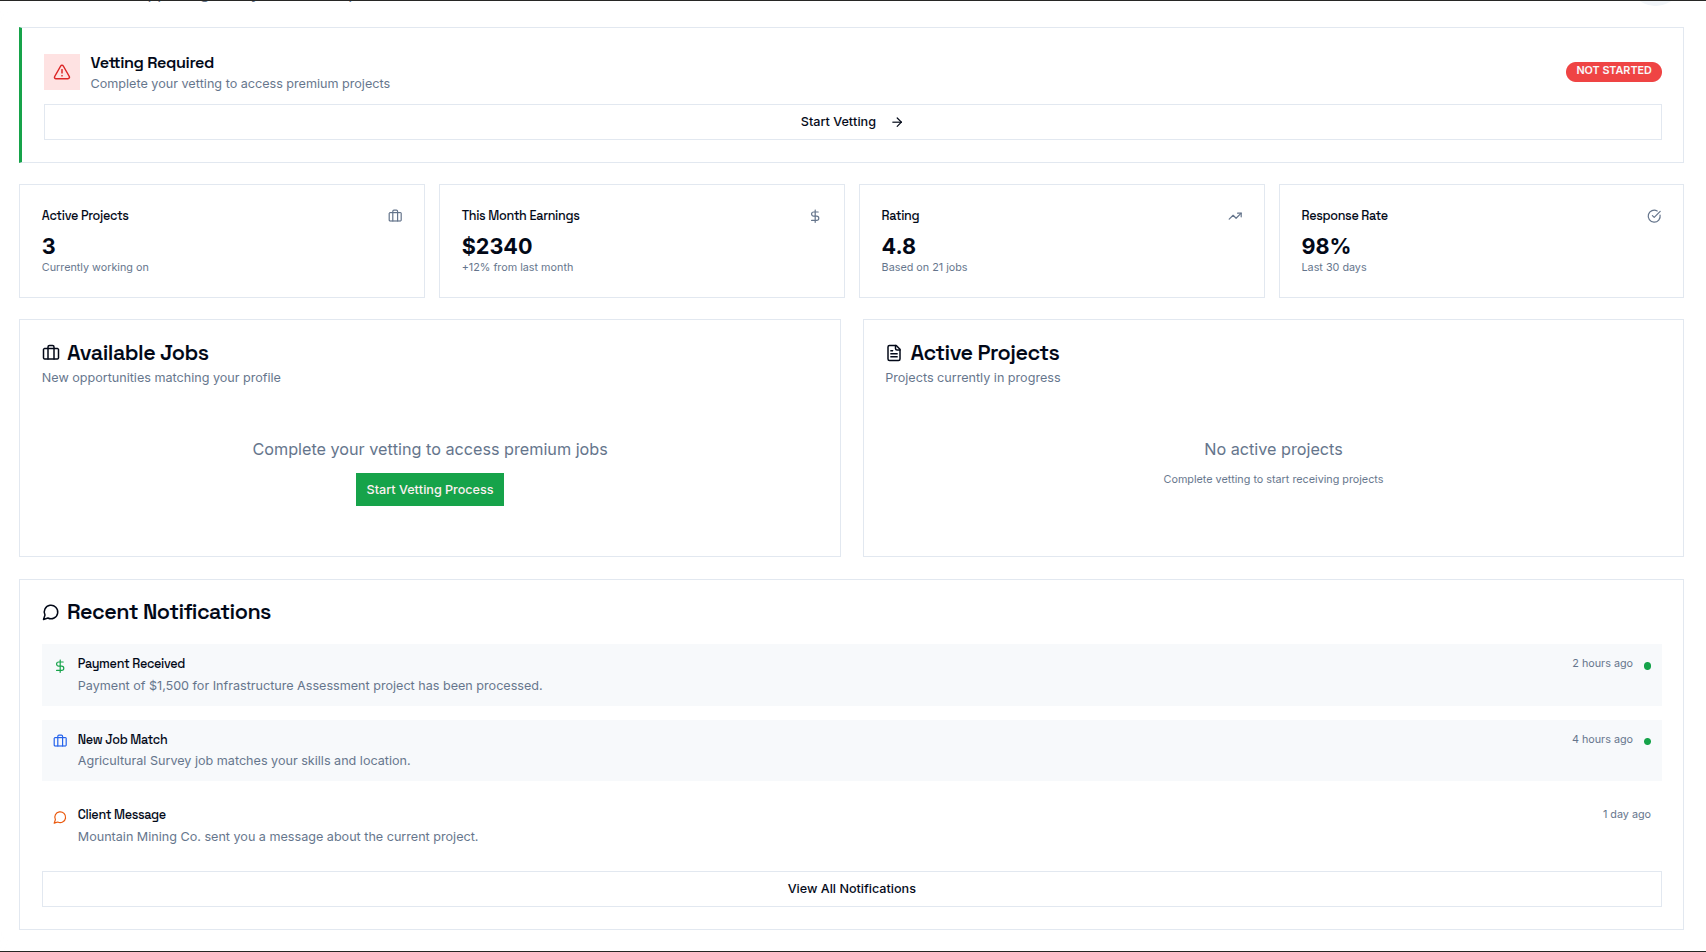 Vetting Required
Complete your vetting to access premium projects
NOT STARTED
Start Vetting
Active Projects
3
Currently working on
This Month Earnings
$2340
+12% from last month
Rating
4.8
Based on 21 jobs
Response Rate
98%
Last 30 days
Available Jobs
New opportunities matching your profile
Complete your vetting to access premium jobs
Start Vetting Process
Active Projects
Projects currently in progress
No active projects
Complete vetting to start receiving projects
Recent Notifications
Payment Received
2 hours ago
Payment of $1,500 for Infrastructure Assessment project has been processed.
New Job Match
4 hours ago
Agricultural Survey job matches your skills and location.
Client Message
1 day ago
Mountain Mining Co. sent you a message about the current project.
View All Notifications